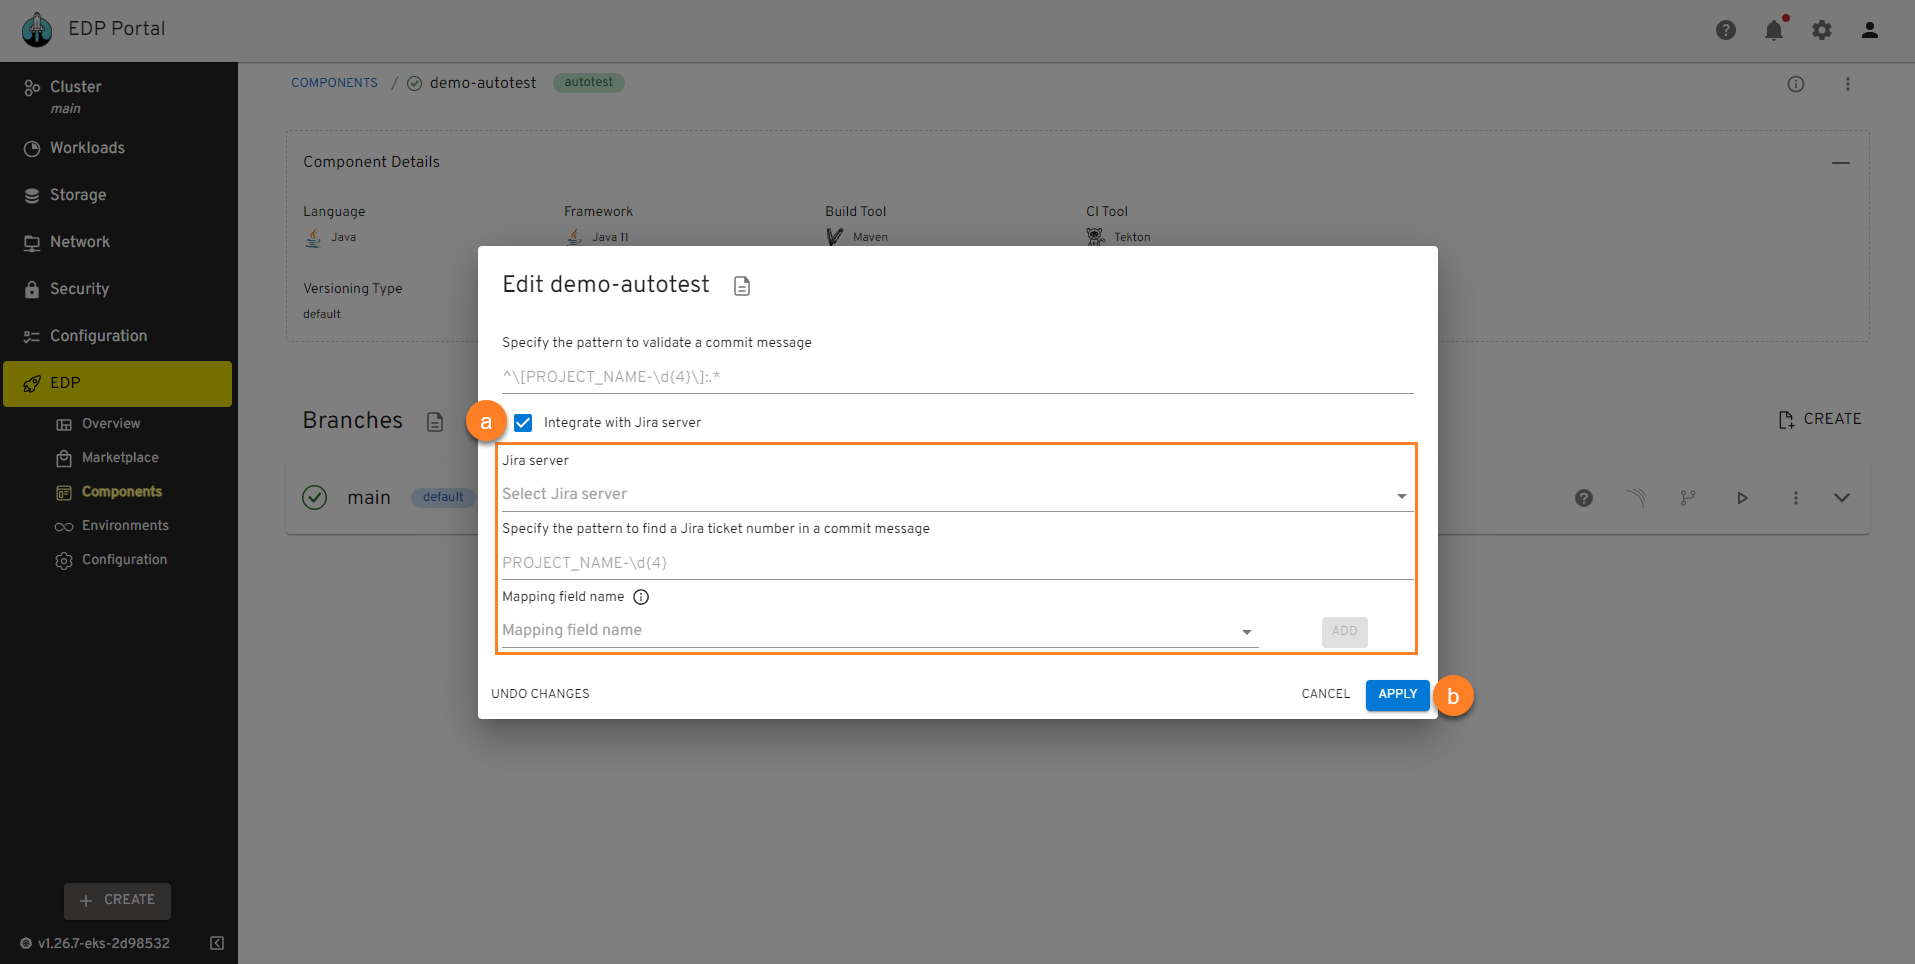 EDP Portal
Cluster
main
Workloads
Storage
Network
Security
Configuration
EDP
Overview
Marketplace
Components
Environments
Configuration
+ CREATE
v1.26.7-eks-2d98532
COMPONENTS / demo-autotest autotest
Component Details
Language Framework Build Tool CI Tool
Java Java 11 Maven Tekton
Versioning Type
default
Branches
CREATE
main default
Edit demo-autotest
Specify the pattern to validate a commit message
^\[PROJECT_NAME-\d{4}\]:.*
a Integrate with Jira server
Jira server
Select Jira server
Specify the pattern to find a Jira ticket number in a commit message
PROJECT_NAME-\d{4}
Mapping field name
Mapping field name ADD
UNDO CHANGES CANCEL APPLY b